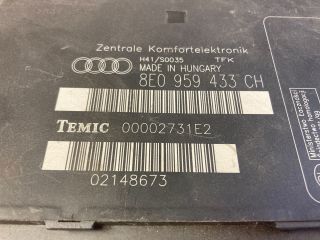 Zentrale Komfortelektronik
H41/S0035 TFK
MADE IN HUNGARY
8E0 959 433 CH
TEMIC 00002731E2
02148673